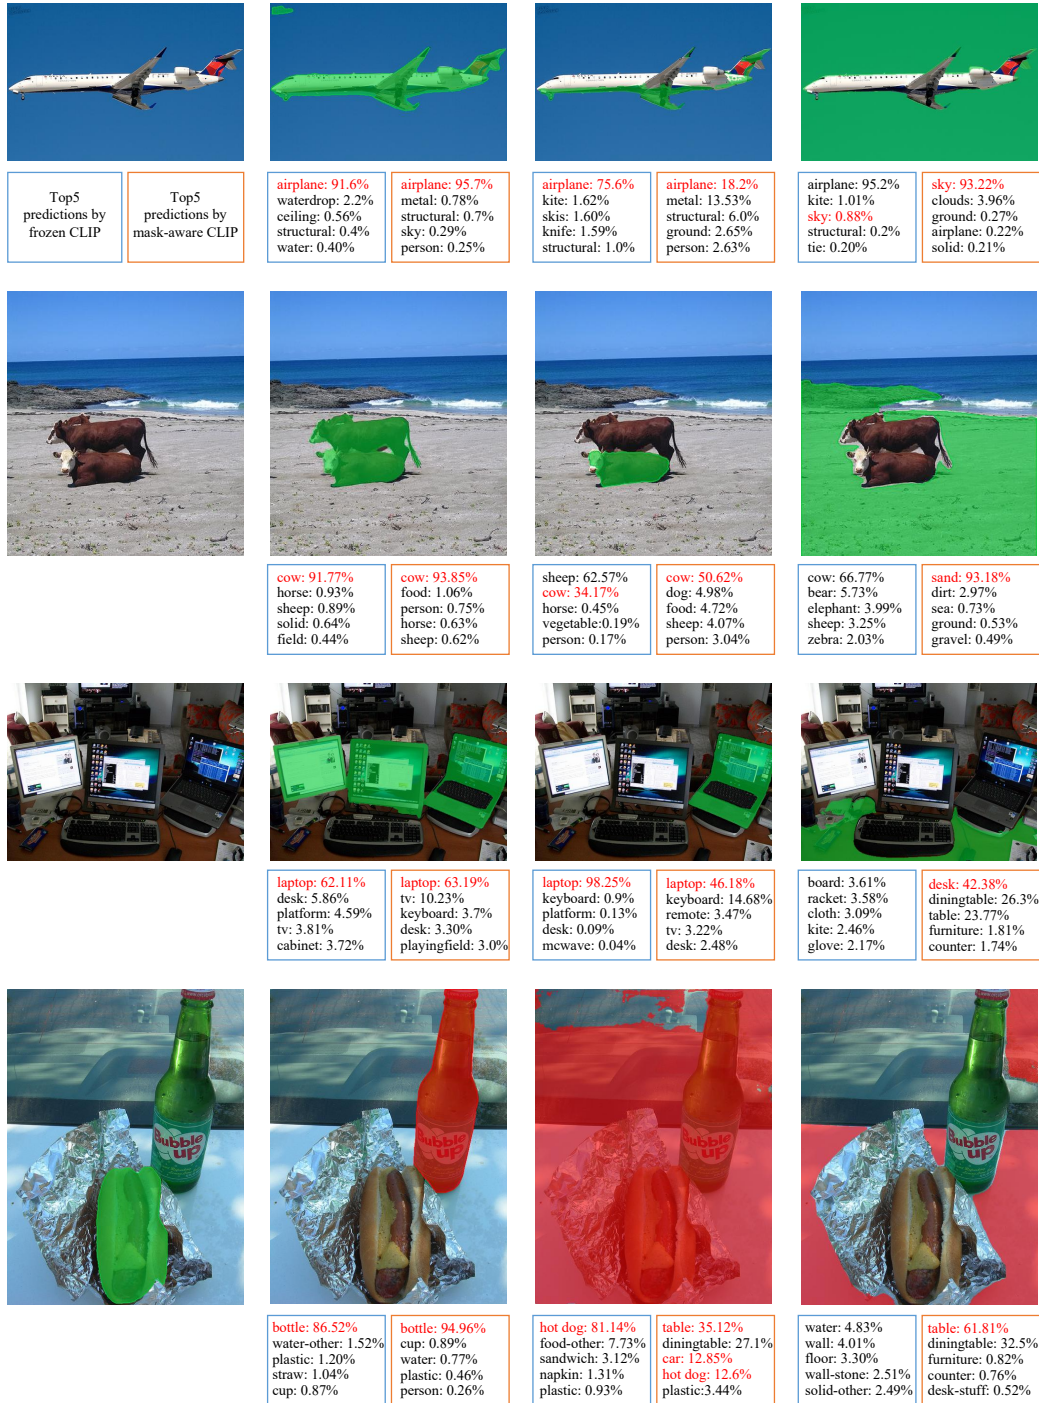 Top5
predictions by
frozen CLIP
Top5
predictions by
mask-aware CLIP
airplane: 91.6%
waterdrop: 2.2%
ceiling: 0.56%
structural: 0.4%
water: 0.40%
airplane: 95.7%
metal: 0.78%
structural: 0.7%
sky: 0.29%
person: 0.25%
airplane: 75.6%
kite: 1.62%
skis: 1.60%
knife: 1.59%
structural: 1.0%
airplane: 18.2%
metal: 13.53%
structural: 6.0%
ground: 2.65%
person: 2.63%
airplane: 95.2%
kite: 1.01%
sky: 0.88%
structural: 0.2%
tie: 0.20%
sky: 93.22%
clouds: 3.96%
ground: 0.27%
airplane: 0.22%
solid: 0.21%
cow: 91.77%
horse: 0.93%
sheep: 0.89%
solid: 0.64%
field: 0.44%
cow: 93.85%
food: 1.06%
person: 0.75%
horse: 0.63%
sheep: 0.62%
sheep: 62.57%
cow: 34.17%
horse: 0.45%
vegetable:0.19%
person: 0.17%
cow: 50.62%
dog: 4.98%
food: 4.72%
sheep: 4.07%
person: 3.04%
cow: 66.77%
bear: 5.73%
elephant: 3.99%
sheep: 3.25%
zebra: 2.03%
sand: 93.18%
dirt: 2.97%
sea: 0.73%
ground: 0.53%
gravel: 0.49%
laptop: 62.11%
desk: 5.86%
platform: 4.59%
tv: 3.81%
cabinet: 3.72%
laptop: 63.19%
tv: 10.23%
keyboard: 3.7%
desk: 3.30%
playingfield: 3.0%
laptop: 98.25%
keyboard: 0.9%
platform: 0.13%
desk: 0.09%
mcwave: 0.04%
laptop: 46.18%
keyboard: 14.68%
remote: 3.47%
tv: 3.22%
desk: 2.48%
board: 3.61%
racket: 3.58%
cloth: 3.09%
kite: 2.46%
glove: 2.17%
desk: 42.38%
diningtable: 26.3%
table: 23.77%
furniture: 1.81%
counter: 1.74%
Bubble
up
Bubble
up
Bubble
up
Bubble
up
bottle: 86.52%
water-other: 1.52%
plastic: 1.20%
straw: 1.04%
cup: 0.87%
bottle: 94.96%
cup: 0.89%
water: 0.77%
plastic: 0.46%
person: 0.26%
hot dog: 81.14%
food-other: 7.73%
sandwich: 3.12%
napkin: 1.31%
plastic: 0.93%
table: 35.12%
diningtable: 27.1%
car: 12.85%
hot dog: 12.6%
plastic:3.44%
water: 4.83%
wall: 4.01%
floor: 3.30%
wall-stone: 2.51%
solid-other: 2.49%
table: 61.81%
diningtable: 32.5%
furniture: 0.82%
counter: 0.76%
desk-stuff: 0.52%